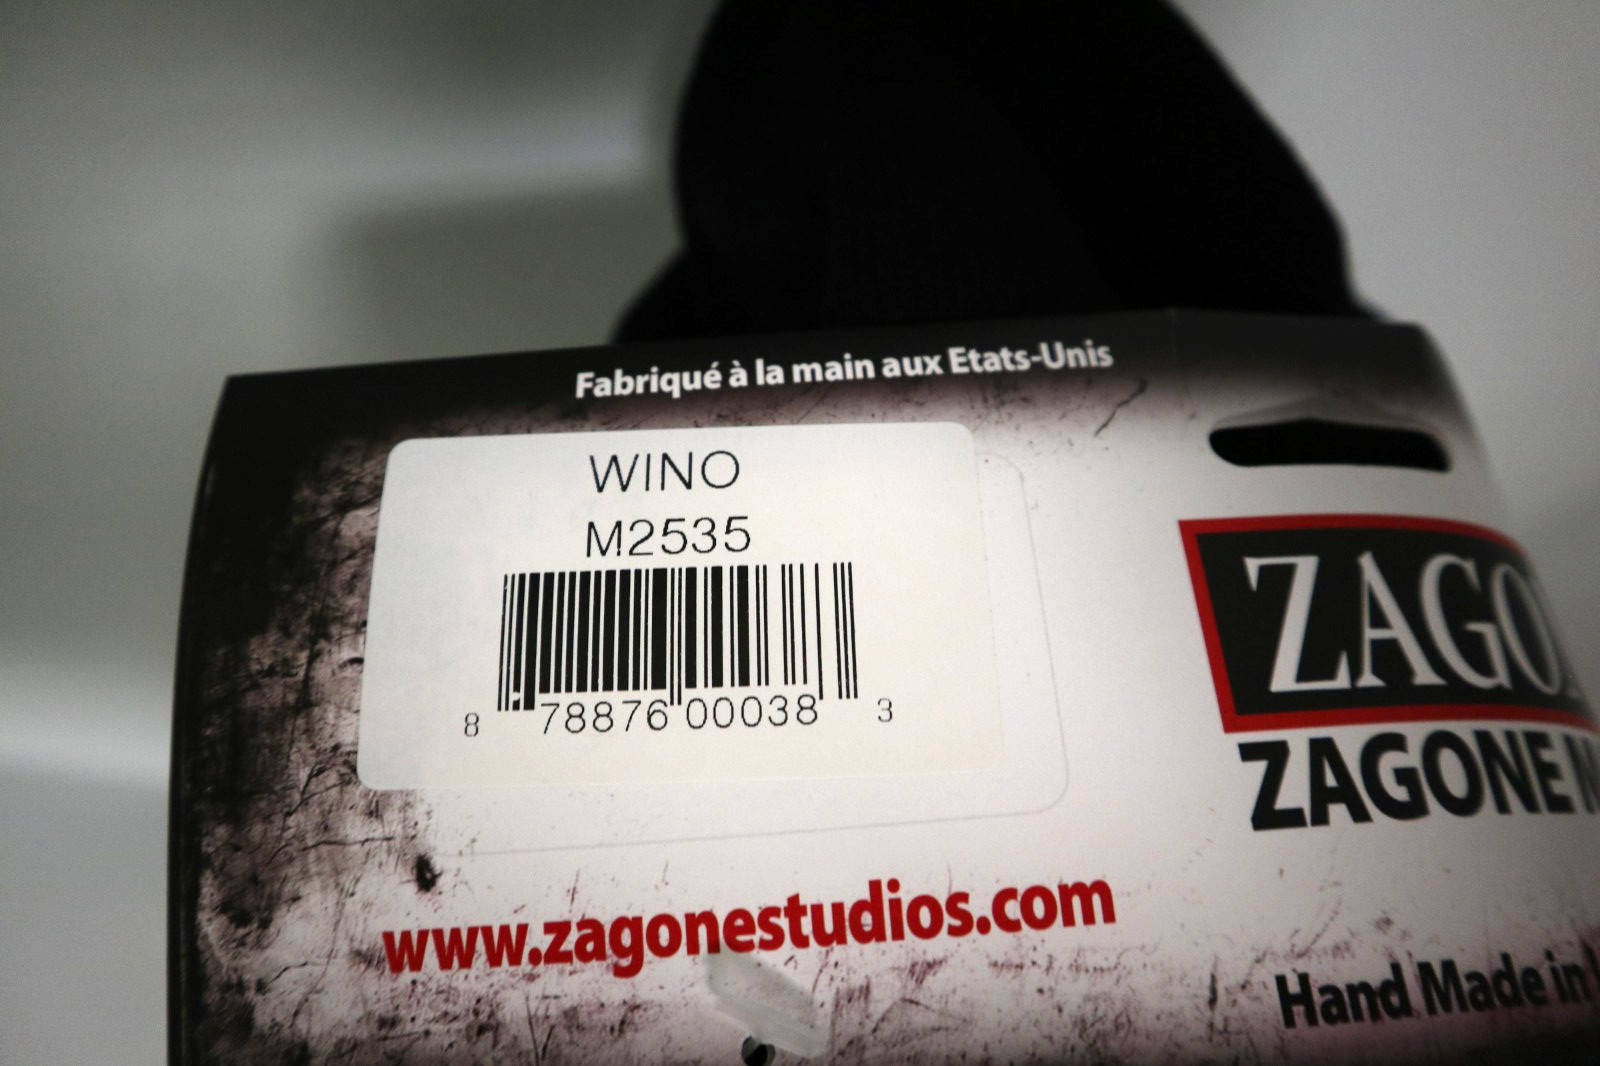 Fabriqué à la main aux Etats-Unis
WINO
M2535
8 78876 00038 3
www.zagonestudios.com
ZAGO
ZAGONE
Hand Made in